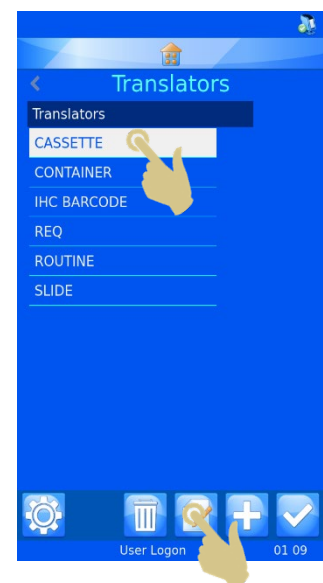 Translators
Translators
CASSETTE
CONTAINER
IHC BARCODE
REQ
ROUTINE
SLIDE
User Logon
01 09